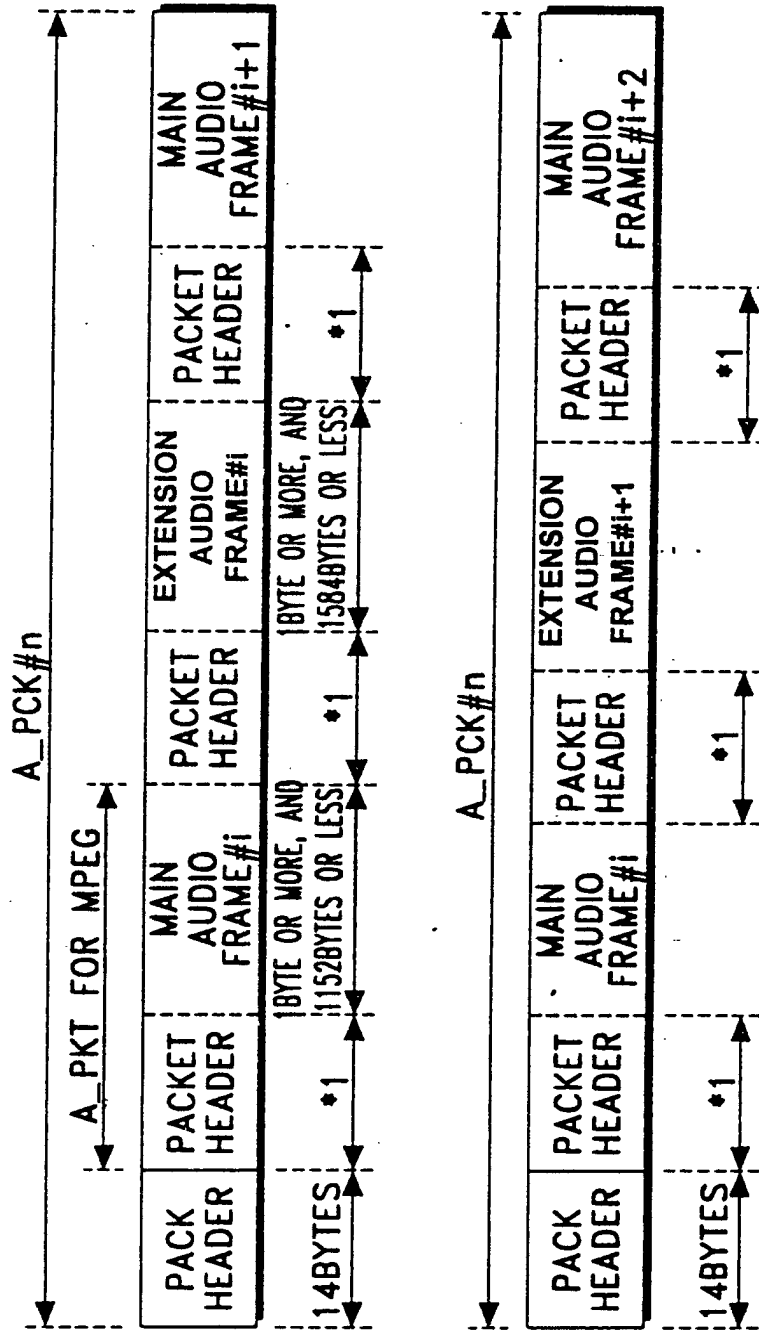 A_PCK#n
A_PKT FOR MPEG
PACK
HEADER
PACKET
HEADER
MAIN
AUDIO
FRAME#i
PACKET
HEADER
EXTENSION
AUDIO
FRAME#i
PACKET
HEADER
MAIN
AUDIO
FRAME#i+1
14BYTES
*1
1BYTE OR MORE, AND
1152BYTES OR LESS
*1
1BYTE OR MORE, AND
1584BYTES OR LESS
*1
A_PCK#n
PACK
HEADER
PACKET
HEADER
MAIN
AUDIO
FRAME#i
PACKET
HEADER
EXTENSION
AUDIO
FRAME#i+1
PACKET
HEADER
MAIN
AUDIO
FRAME#i+2
14BYTES
*1
*1
*1